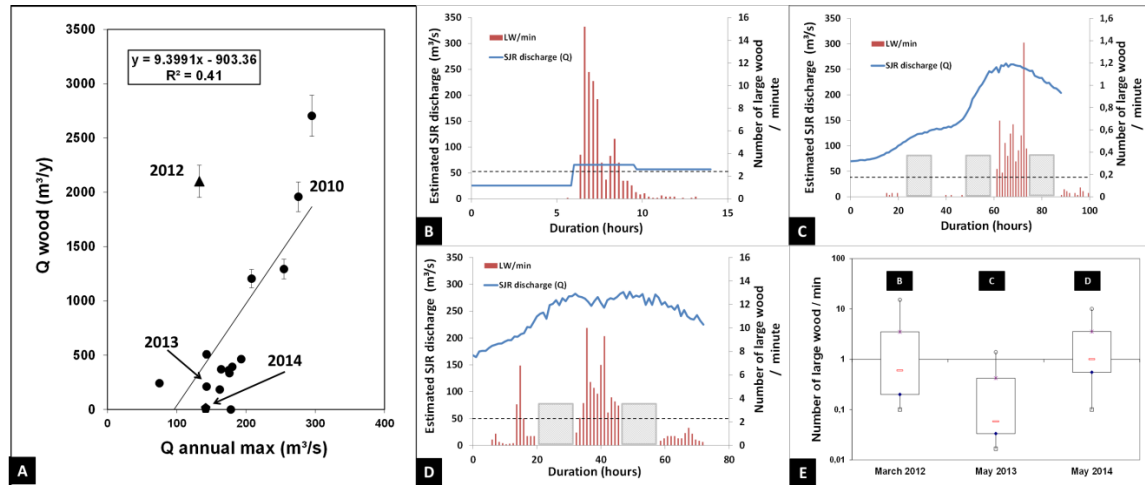 3500
3000
2500
2000
1500
1000
500
0
Q wood (m³/y)
y = 9.3991x - 903.36
R² = 0.41
2012
2010
2013
2014
0
100
200
300
400
Q annual max (m³/s)
A
350
300
250
200
150
100
50
0
Estimated SJR discharge (m³/s)
LW/min
SJR discharge (Q)
16
14
12
10
8
6
4
2
0
Number of large wood
/ minute
0
5
10
15
Duration (hours)
B
350
300
250
200
150
100
50
0
Estimated SJR discharge (m³/s)
LW/min
SJR discharge (Q)
1,6
1,4
1,2
1
0,8
0,6
0,4
0,2
0
Number of large wood
/ minute
0
20
40
60
80
100
Duration (hours)
C
350
300
250
200
150
100
50
0
Estimated SJR discharge (m³/s)
LW/min
SJR discharge (Q)
16
14
12
10
8
6
4
2
0
Number of large wood
/ minute
0
20
40
60
80
Duration (hours)
D
100
10
1
0.1
0.01
Number of large wood / min
B
C
D
March 2012
May 2013
May 2014
E